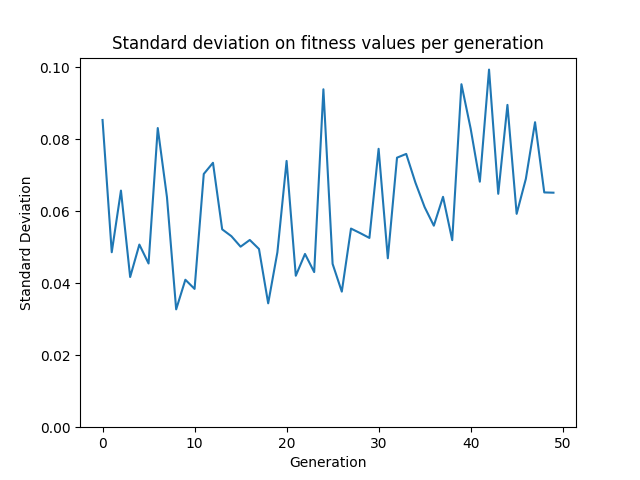 Standard deviation on fitness values per generation
0.10
0.08
0.06
0.04
0.02
0.00
Standard Deviation
0 10 20 30 40 50
Generation